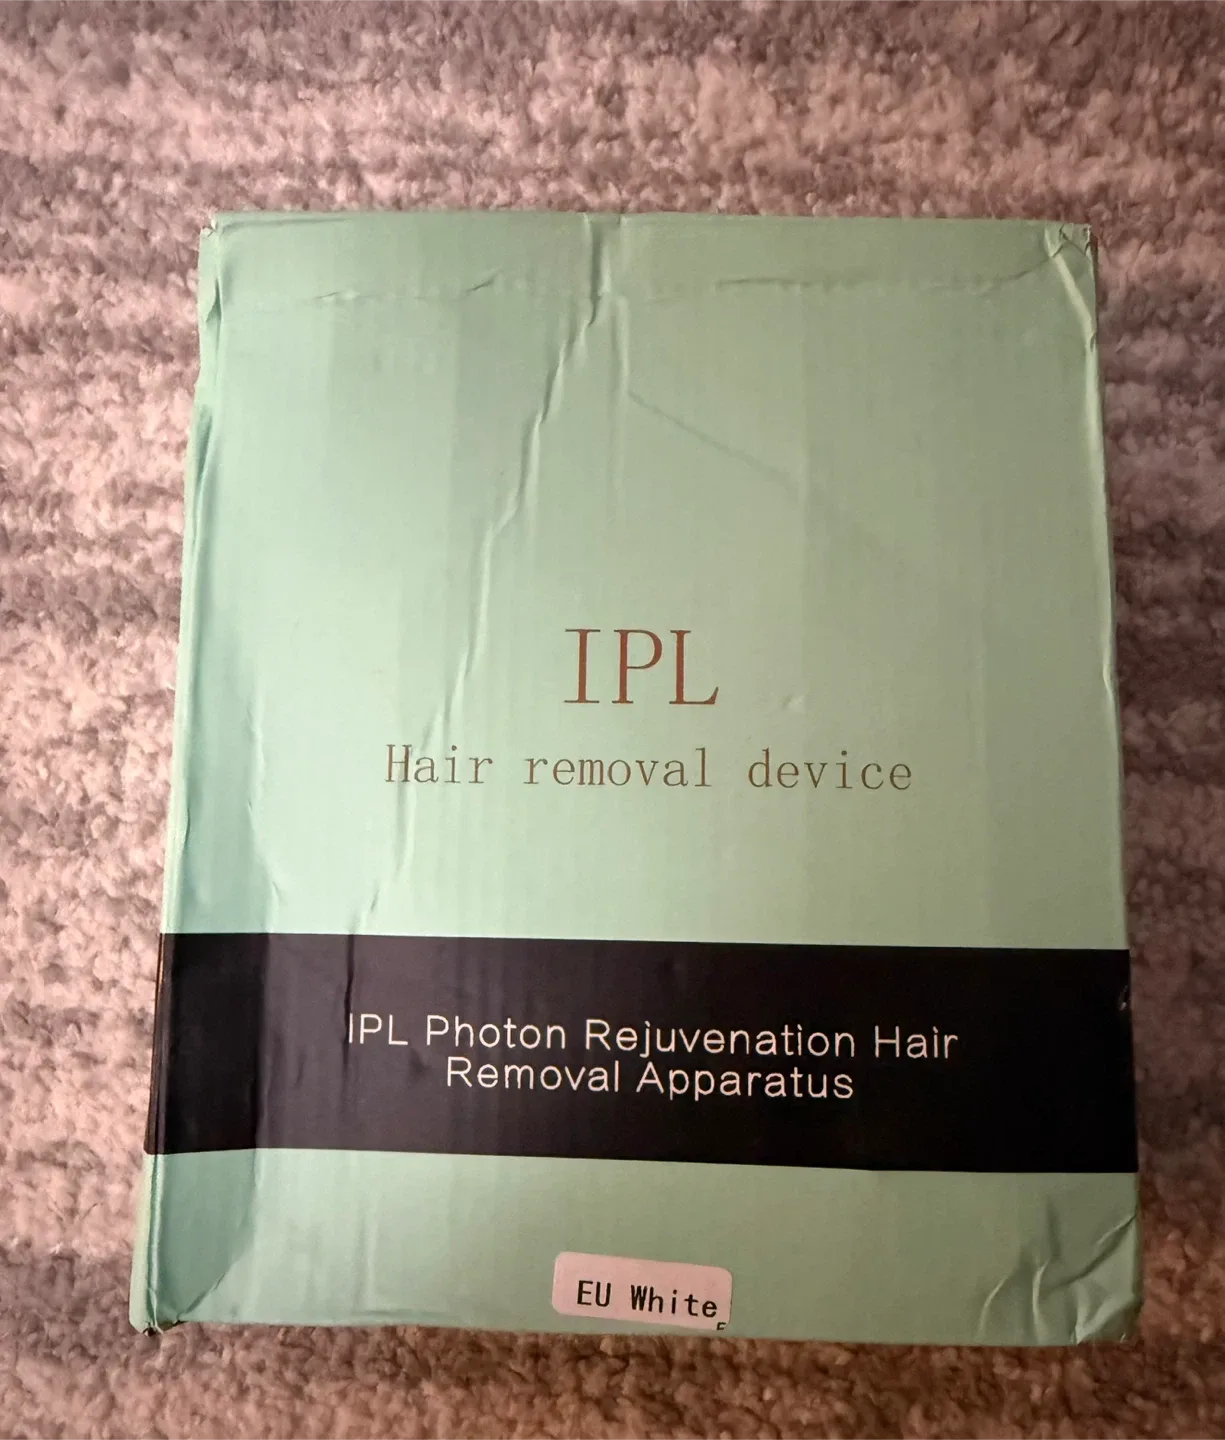 IPL
Hair removal device
IPL Photon Rejuvenation Hair
Removal Apparatus
EU White